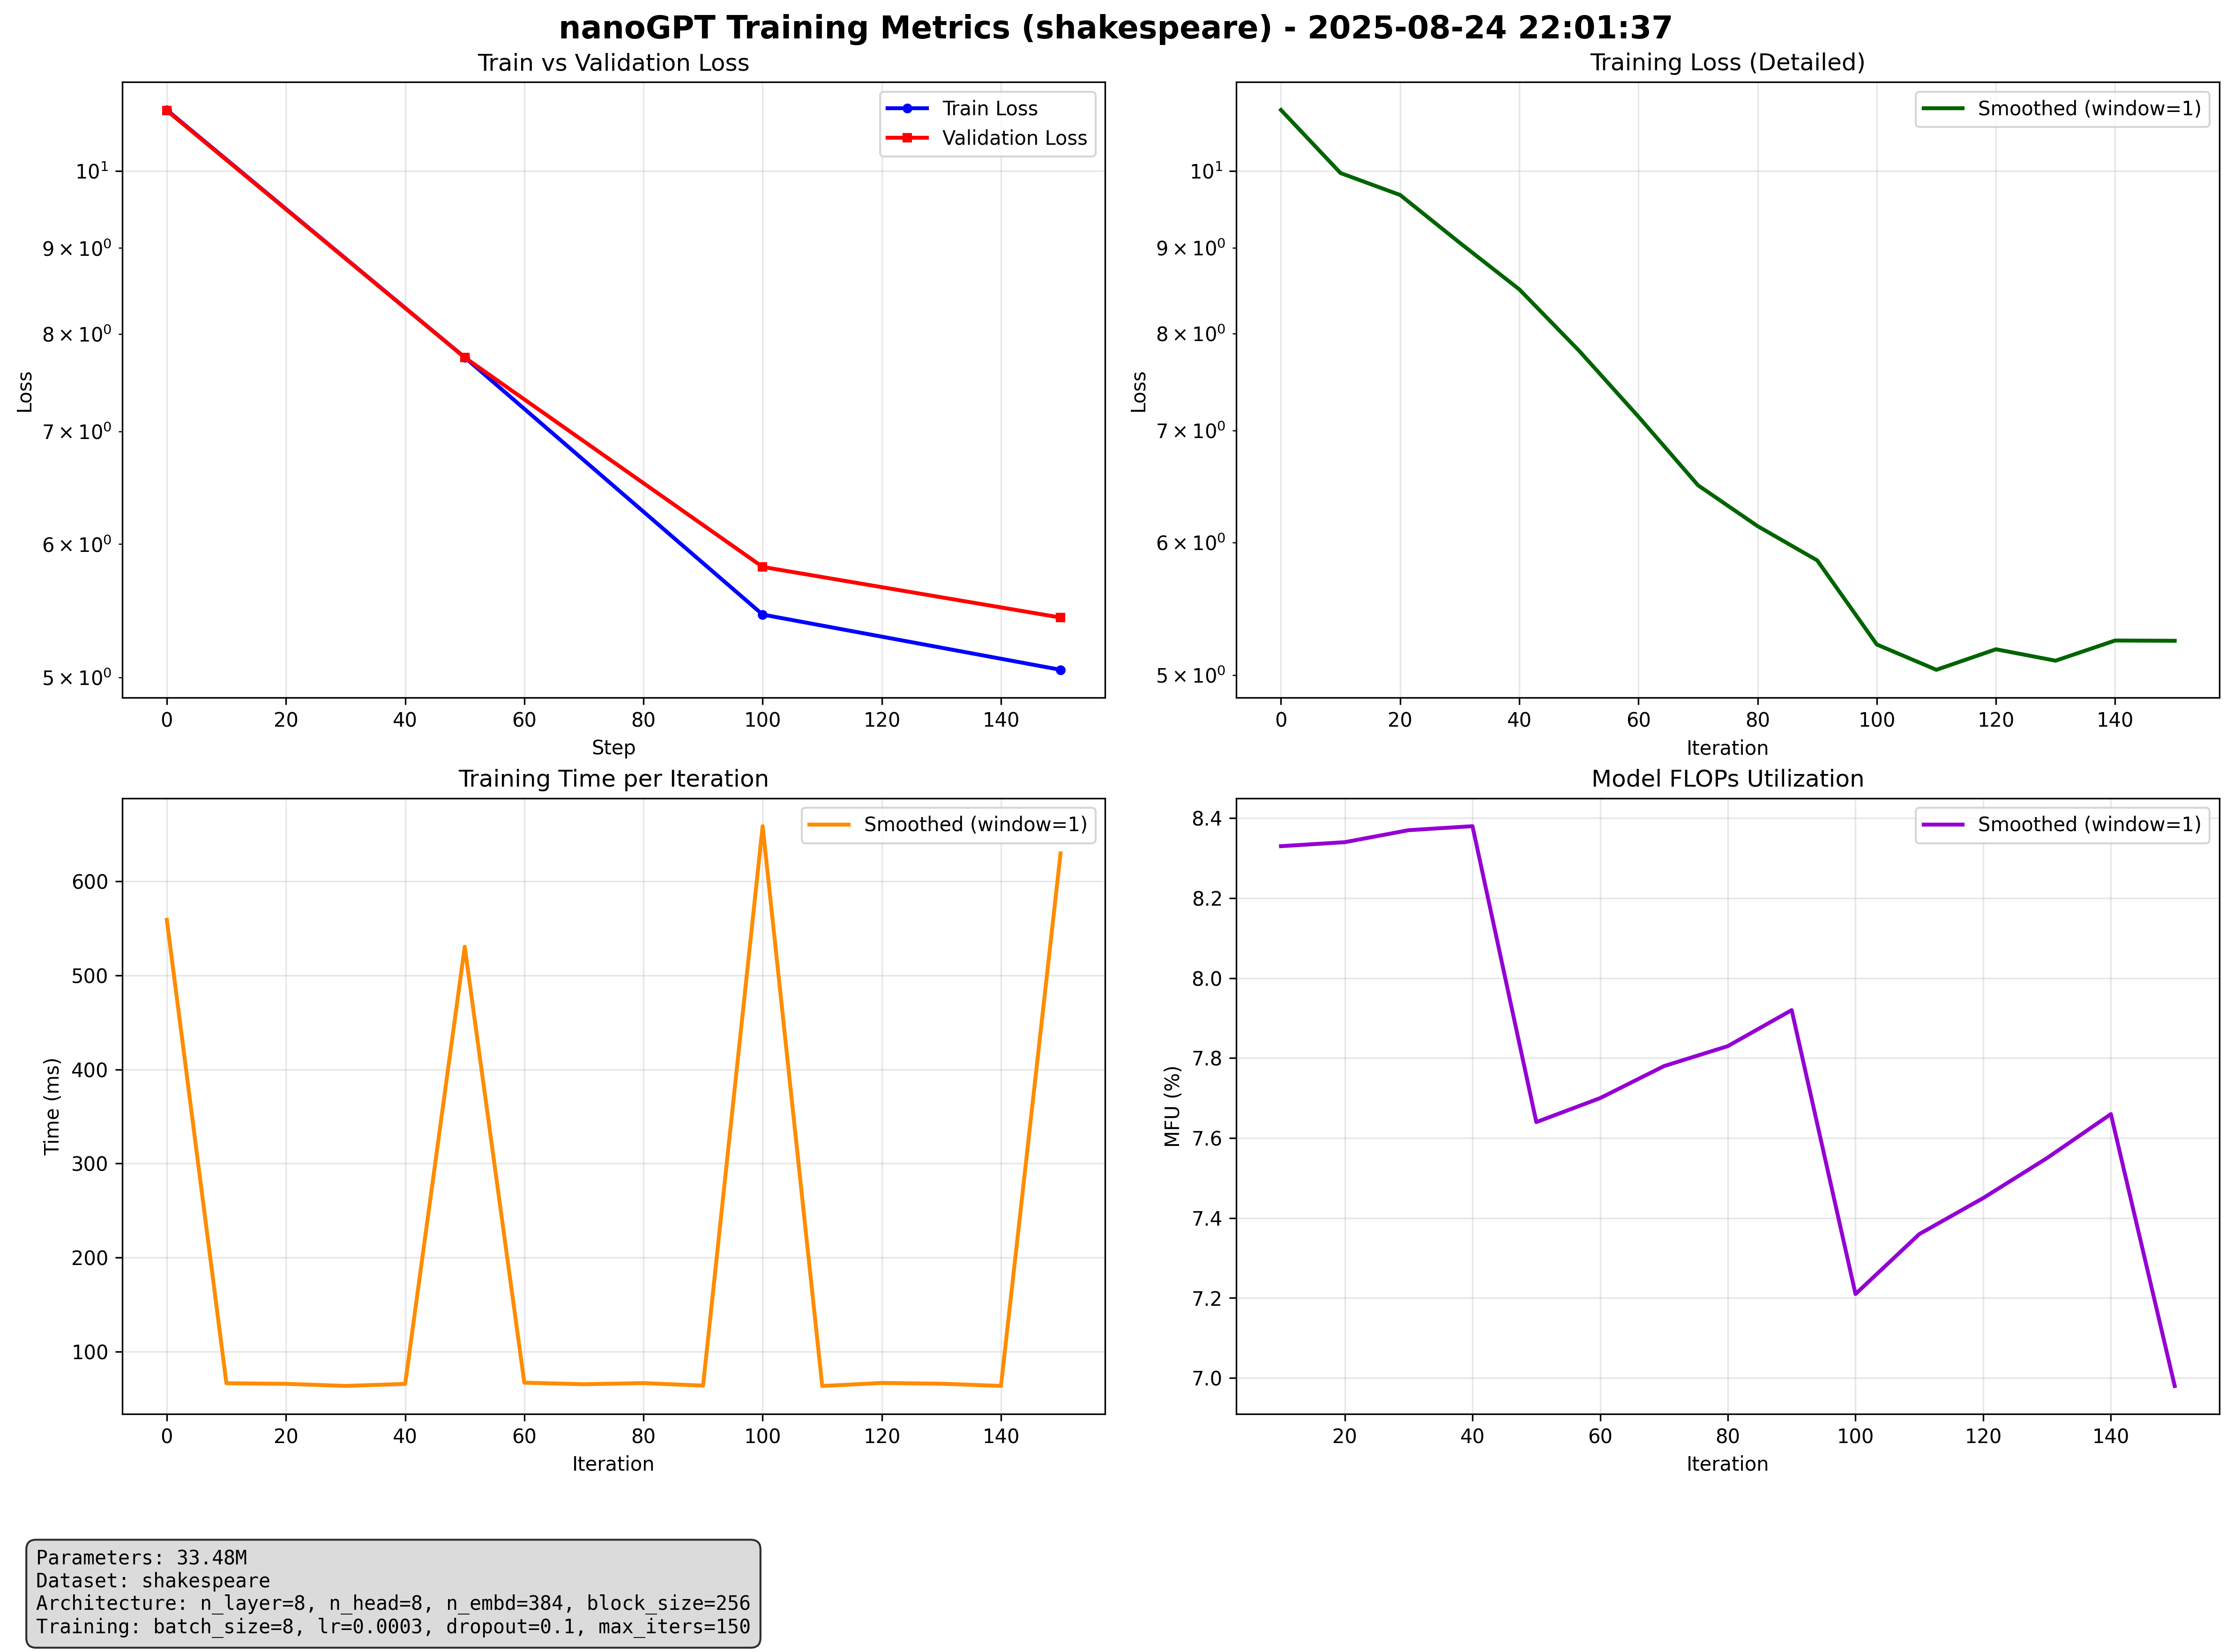 nanoGPT Training Metrics (shakespeare) - 2025-08-24 22:01:37
Train vs Validation Loss
Train Loss
Validation Loss
10¹
9 × 10⁰
8 × 10⁰
7 × 10⁰
6 × 10⁰
5 × 10⁰
Loss
0 20 40 60 80 100 120 140
Step
Training Loss (Detailed)
Smoothed (window=1)
10¹
9 × 10⁰
8 × 10⁰
7 × 10⁰
6 × 10⁰
5 × 10⁰
Loss
0 20 40 60 80 100 120 140
Iteration
Training Time per Iteration
Smoothed (window=1)
600
500
400
300
200
100
Time (ms)
0 20 40 60 80 100 120 140
Iteration
Model FLOPs Utilization
Smoothed (window=1)
8.4
8.2
8.0
7.8
7.6
7.4
7.2
7.0
MFU (%)
20 40 60 80 100 120 140
Iteration
Parameters: 33.48M
Dataset: shakespeare
Architecture: n_layer=8, n_head=8, n_embd=384, block_size=256
Training: batch_size=8, lr=0.0003, dropout=0.1, max_iters=150